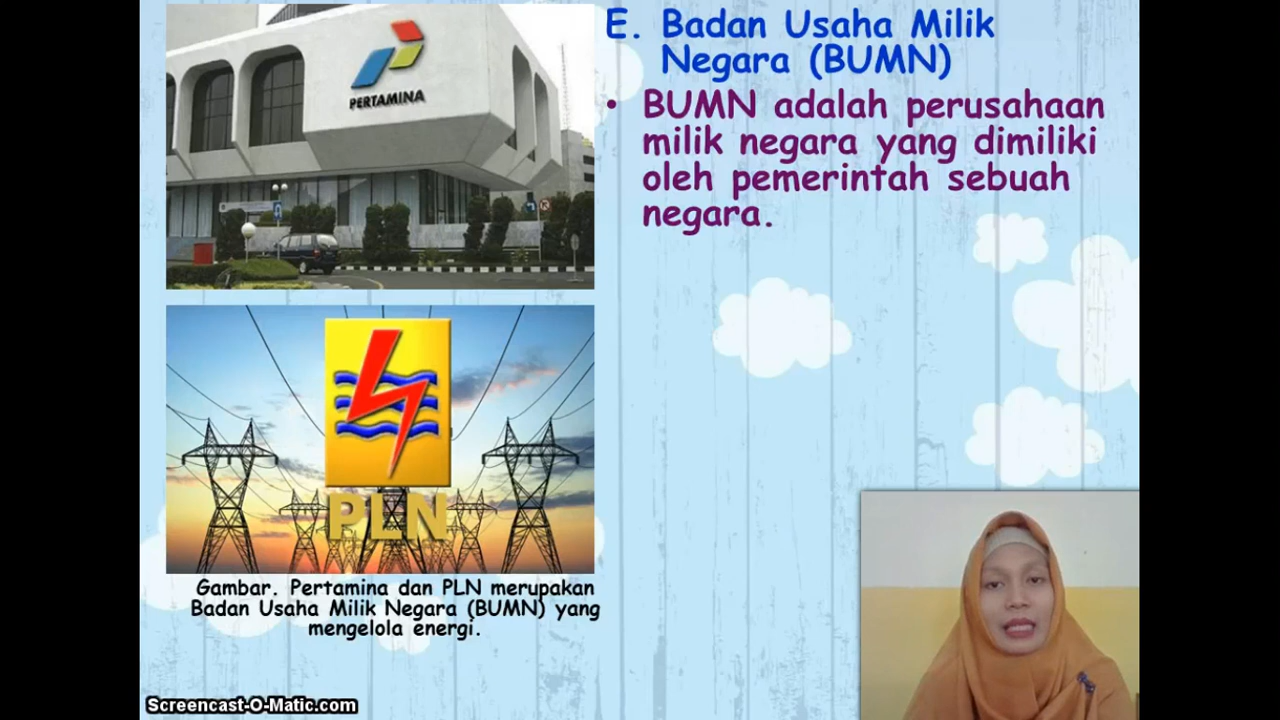 PERTAMINA
E. Badan Usaha Milik
Negara (BUMN)
• BUMN adalah perusahaan
milik negara yang dimiliki
oleh pemerintah sebuah
negara.
PLN
Gambar. Pertamina dan PLN merupakan
Badan Usaha Milik Negara (BUMN) yang
mengelola energi.
Screencast-O-Matic.com